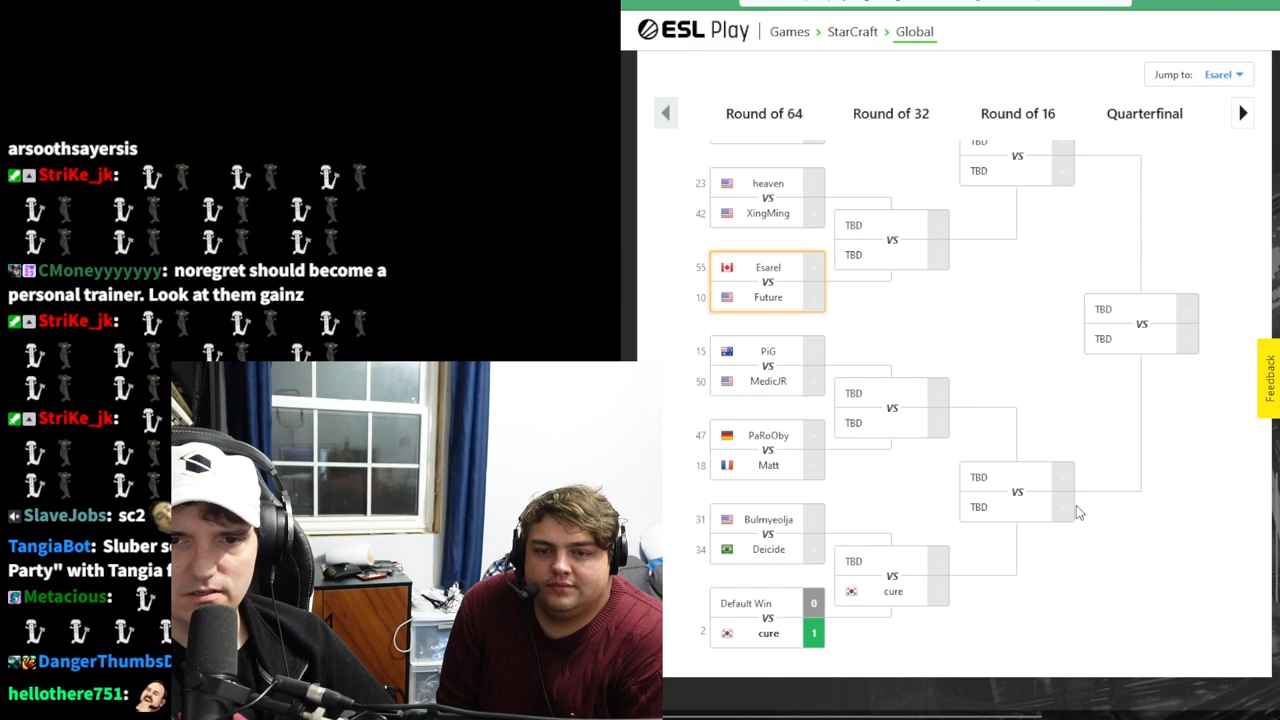 ESL Play
Games > StarCraft > Global
Jump to: Esarel
Round of 64
Round of 32
Round of 16
Quarterfinal
TBD
VS
TBD
23 heaven -
VS
42 XingMing -
TBD -
VS
TBD -
55 Esarel -
VS
10 Future -
TBD -
VS
TBD -
15 PiG -
VS
50 MedicJR -
TBD -
VS
TBD -
47 PaRoOby -
VS
18 Matt -
TBD -
VS
TBD -
31 Bulmyeolja -
VS
34 Deicide -
TBD -
VS
cure -
Default Win 0
VS
2 cure 1
Feedback
arsoothsayersis
StriKe_jk:
CMoneyyyyyyy: noregret should become a
personal trainer. Look at them gainz
StriKe_jk:
StriKe_jk:
SlaveJobs: sc2
TangiaBot: Sluber s
Party" with Tangia
Metacious:
DangerThumbsD
hellothere751: